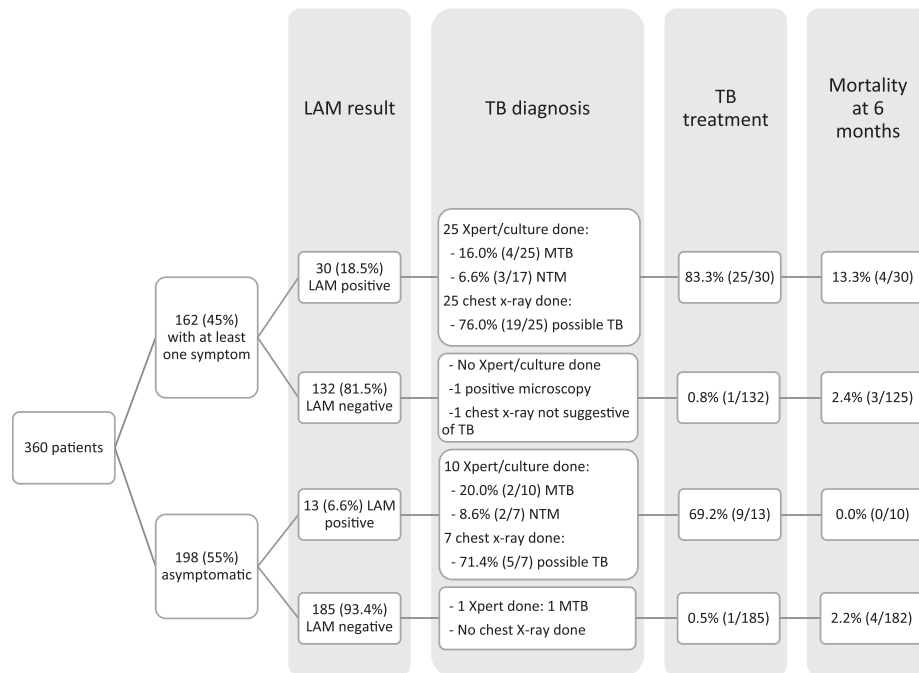 LAM result
TB diagnosis
TB
treatment
Mortality
at 6
months
360 patients
162 (45%)
with at least
one symptom
30 (18.5%)
LAM positive
25 Xpert/culture done:
- 16.0% (4/25) MTB
- 6.6% (3/17) NTM
25 chest x-ray done:
- 76.0% (19/25) possible TB
83.3% (25/30)
13.3% (4/30)
132 (81.5%)
LAM negative
- No Xpert/culture done
-1 positive microscopy
-1 chest x-ray not suggestive
of TB
0.8% (1/132)
2.4% (3/125)
198 (55%)
asymptomatic
13 (6.6%) LAM
positive
10 Xpert/culture done:
- 20.0% (2/10) MTB
- 8.6% (2/7) NTM
7 chest x-ray done:
- 71.4% (5/7) possible TB
69.2% (9/13)
0.0% (0/10)
185 (93.4%)
LAM negative
- 1 Xpert done: 1 MTB
- No chest X-ray done
0.5% (1/185)
2.2% (4/182)